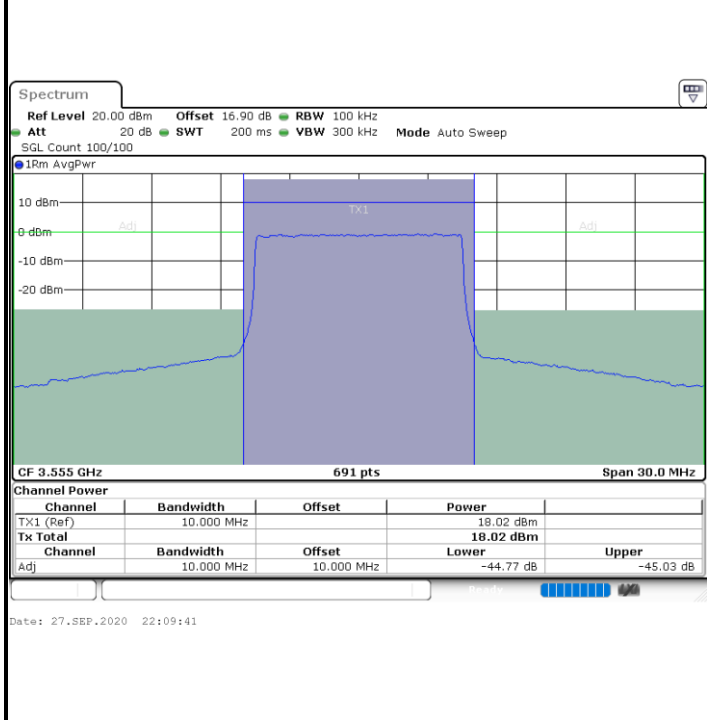 Spectrum
Ref Level 20.00 dBm Offset 16.90 dB RBW 100 kHz
Att 20 dB SWT 200 ms VBW 300 kHz Mode Auto Sweep
SGL Count 100/100
1Rm AvgPwr
10 dBm
TX1
Adj
Adj
0 dBm
-10 dBm
-20 dBm
CF 3.555 GHz 691 pts Span 30.0 MHz
Channel Power
Channel Bandwidth Offset Power
TX1 (Ref) 10.000 MHz 18.02 dBm
Tx Total 18.02 dBm
Channel Bandwidth Offset Lower Upper
Adj 10.000 MHz 10.000 MHz -44.77 dB -45.03 dB
Ready
Date: 27.SEP.2020 22:09:41